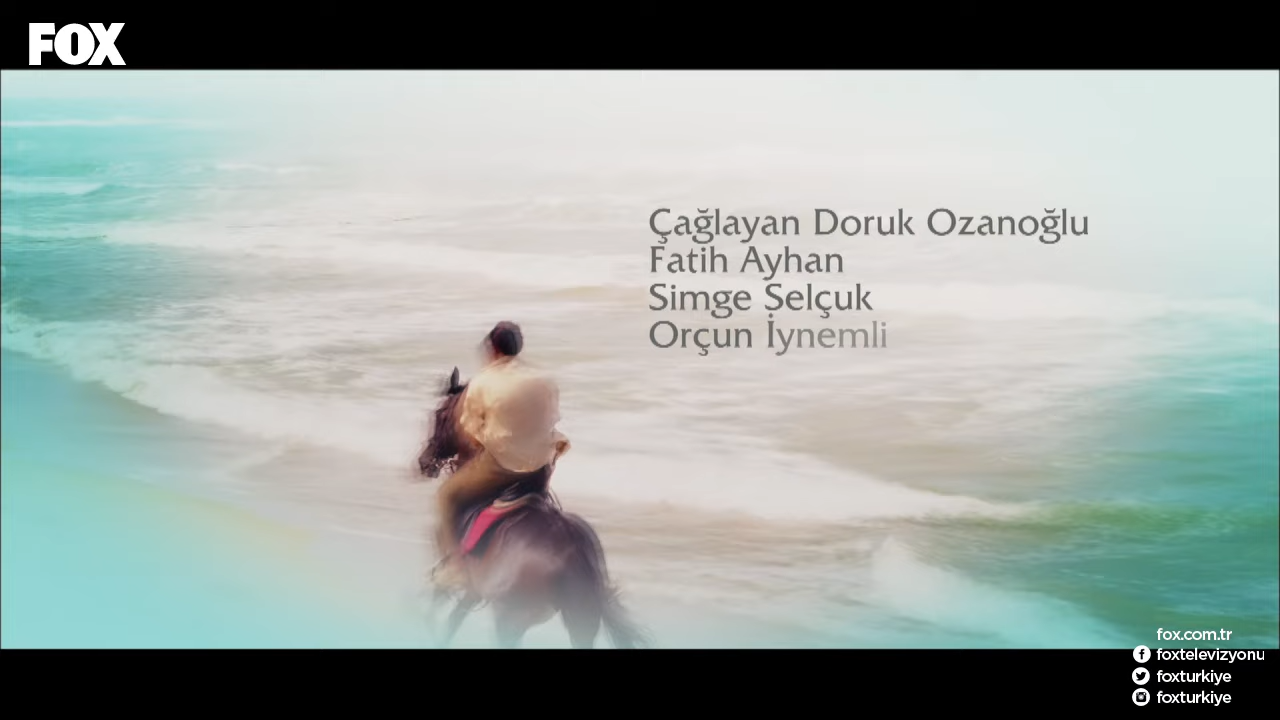 FOX
Çağlayan Doruk Ozanoğlu
Fatih Ayhan
Simge Selçuk
Orçun İynemli
fox.com.tr
foxtelevizyonu
foxturkiye
foxturkiye